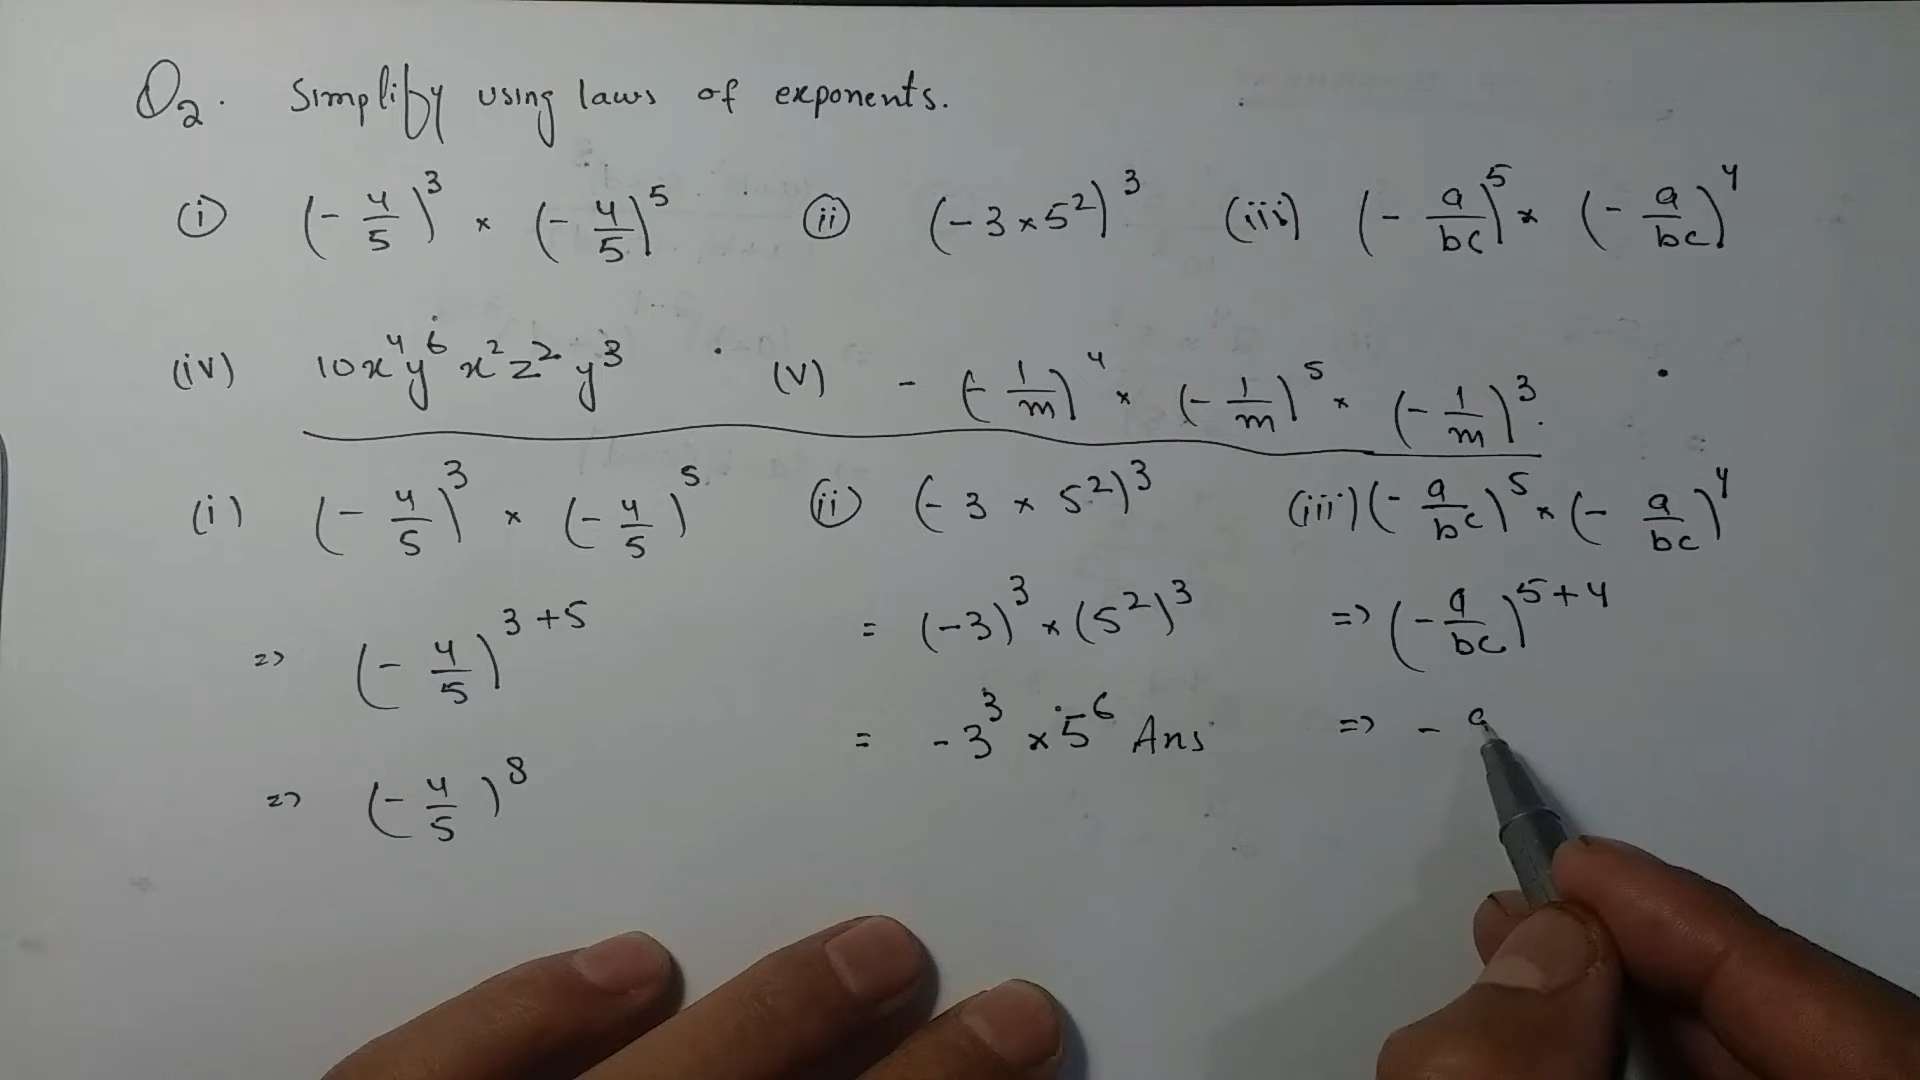 Q2. Simplify using laws of exponents.
(i) (- 4/5)^3 × (- 4/5)^5 (ii) (-3×5^2)^3 (iii) (- a/bc)^5 × (- a/bc)^4
(iv) 10x^4y^6 x^2z^2 y^3 (v) - (- 1/m)^4 × (- 1/m)^5 × (- 1/m)^3.
(i) (- 4/5)^3 × (- 4/5)^5 (ii) (- 3 × 5^2)^3 (iii) (- a/bc)^5 × (- a/bc)^4
=> (- 4/5)^3+5 = (-3)^3 × (5^2)^3 => (- a/bc)^5+4
=> (- 4/5)^8 = -3^3 × 5^6 Ans => - a